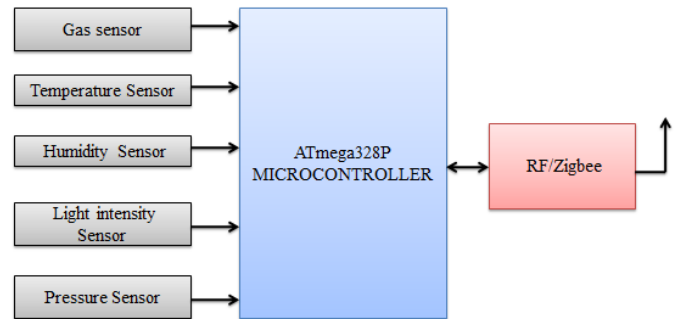 Gas sensor
Temperature Sensor
Humidity Sensor
Light intensity
Sensor
Pressure Sensor
ATmega328P
MICROCONTROLLER
RF/Zigbee